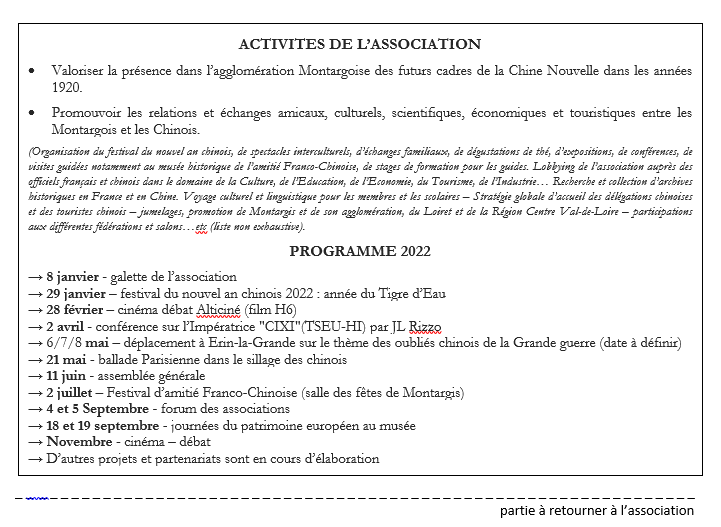 ACTIVITES DE L'ASSOCIATION
• Valoriser la présence dans l'agglomération Montargoise des futurs cadres de la Chine Nouvelle dans les années
1920.
• Promouvoir les relations et échanges amicaux, culturels, scientifiques, économiques et touristiques entre les
Montargois et les Chinois.
(Organisation du festival du nouvel an chinois, de spectacles interculturels, d'échanges familiaux, de dégustations de thé, d'expositions, de conférences, de
visites guidées notamment au musée historique de l'amitié Franco-Chinoise, de stages de formation pour les guides. Lobbying de l'association auprès des
officiels français et chinois dans le domaine de la Culture, de l'Education, de l'Economie, du Tourisme, de l'Industrie… Recherche et collection d'archives
historiques en France et en Chine. Voyage culturel et linguistique pour les membres et les scolaires – Stratégie globale d'accueil des délégations chinoises
et des touristes chinois – jumelages, promotion de Montargis et de son agglomération, du Loiret et de la Région Centre Val-de-Loire – participations
aux différentes fédérations et salons…etc (liste non exhaustive).
PROGRAMME 2022
→ 8 janvier - galette de l'association
→ 29 janvier – festival du nouvel an chinois 2022 : année du Tigre d'Eau
→ 28 février – cinéma débat Alticiné (film H6)
→ 2 avril - conférence sur l'Impératrice "CIXI"(TSEU-HI) par JL Rizzo
→ 6/7/8 mai – déplacement à Erin-la-Grande sur le thème des oubliés chinois de la Grande guerre (date à définir)
→ 21 mai - ballade Parisienne dans le sillage des chinois
→ 11 juin - assemblée générale
→ 2 juillet – Festival d'amitié Franco-Chinoise (salle des fêtes de Montargis)
→ 4 et 5 Septembre - forum des associations
→ 18 et 19 septembre - journées du patrimoine européen au musée
→ Novembre - cinéma – débat
→ D'autres projets et partenariats sont en cours d'élaboration
partie à retourner à l'association